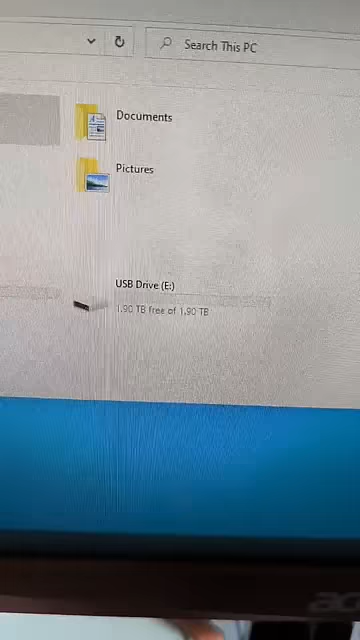 Search This PC
Documents
Pictures
USB Drive (E:)
1.90 TB free of 1.90 TB